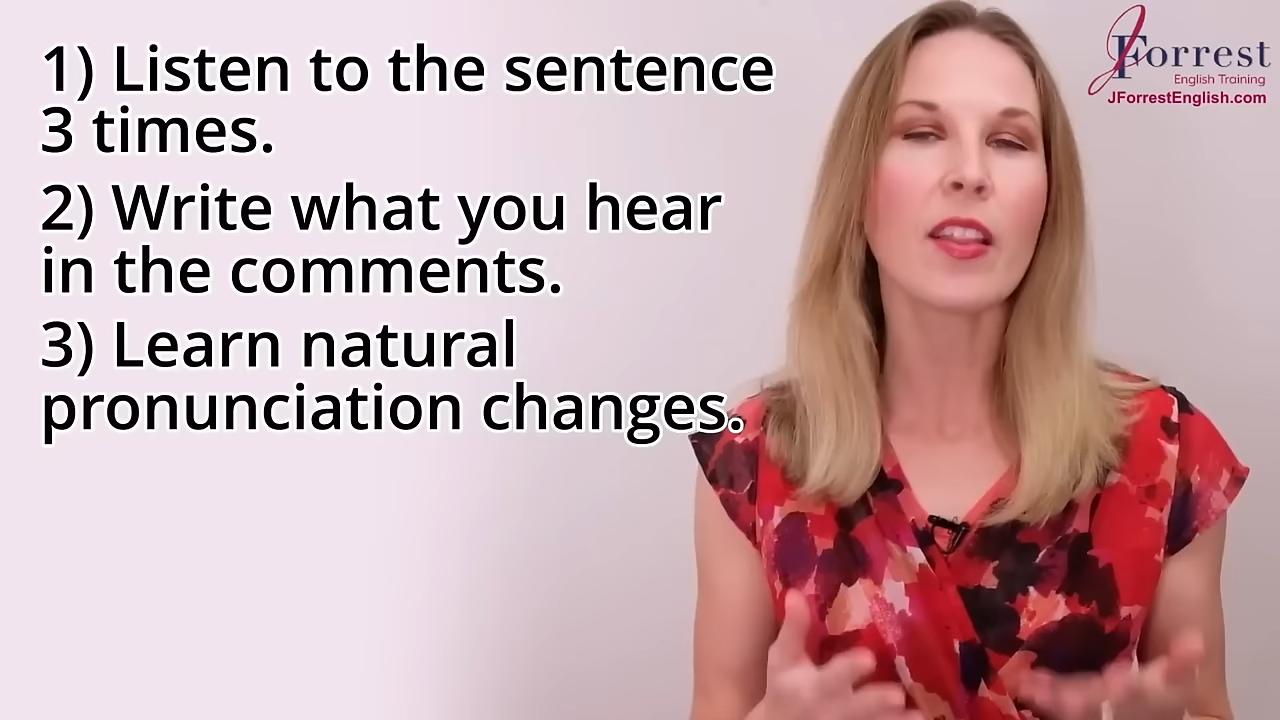 1) Listen to the sentence
3 times.
2) Write what you hear
in the comments.
3) Learn natural
pronunciation changes.
JForrest
English Training
JForrestEnglish.com